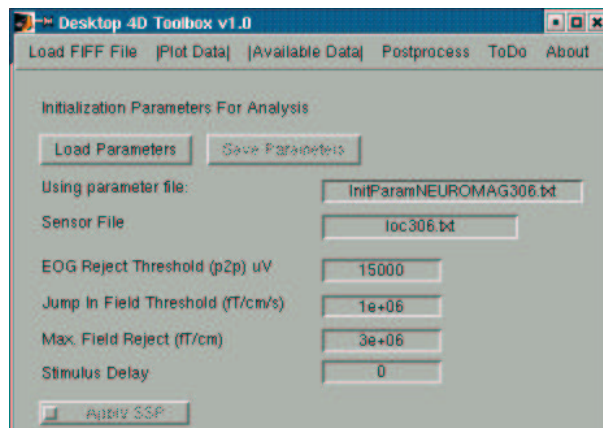 Desktop 4D Toolbox v1.0
Load FIFF File |Plot Data| |Available Data| Postprocess ToDo About
Initialization Parameters For Analysis
Load Parameters Save Parameters
Using parameter file: InitParamNEUROMAG306.txt
Sensor File loc306.txt
EOG Reject Threshold (p2p) uV 15000
Jump In Field Threshold (fT/cm/s) 1e+06
Max. Field Reject (fT/cm) 3e+06
Stimulus Delay 0
Apply SSP